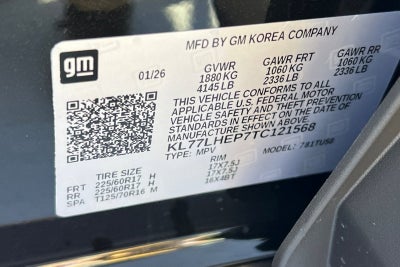 MFD BY GM KOREA COMPANY
gm
01/26
GVWR GAWR FRT GAWR RR
1880 KG 1060 KG 1060 KG
4145 LB 2336 LB 2336 LB
THIS VEHICLE CONFORMS TO ALL
APPLICABLE U.S. FEDERAL MOTOR
VEHICLE SAFETY AND THEFT PREVENTION
STANDARDS IN EFFECT ON THE DATE OF
MANUFACTURE SHOWN ABOVE.
KL77LHEP7TC121568
TYPE: MPV MODEL: 781TU58
TIRE SIZE RIM
FRT 225/60R17 H 17X7.5J
RR 225/60R17 H 17X7.5J
SPA T125/70R16 M 16X4BT